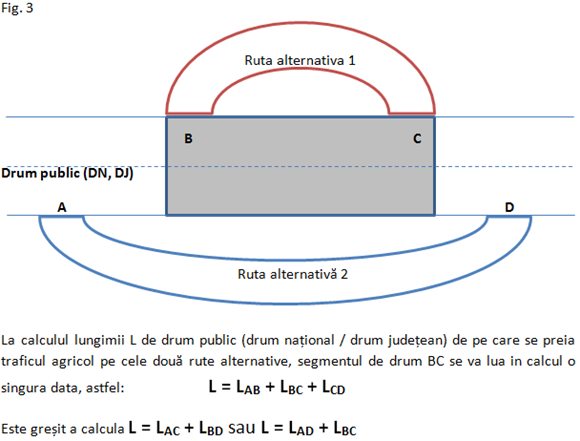 Fig. 3
Ruta alternativa 1
B C
Drum public (DN, DJ)
A D
Ruta alternativă 2
La calculul lungimii L de drum public (drum național / drum județean) de pe care se preia
traficul agricol pe cele două rute alternative, segmentul de drum BC se va lua in calcul o
singura data, astfel: L = LAB + LBC + LCD
Este greșit a calcula L = LAC + LBD sau L = LAD + LBC